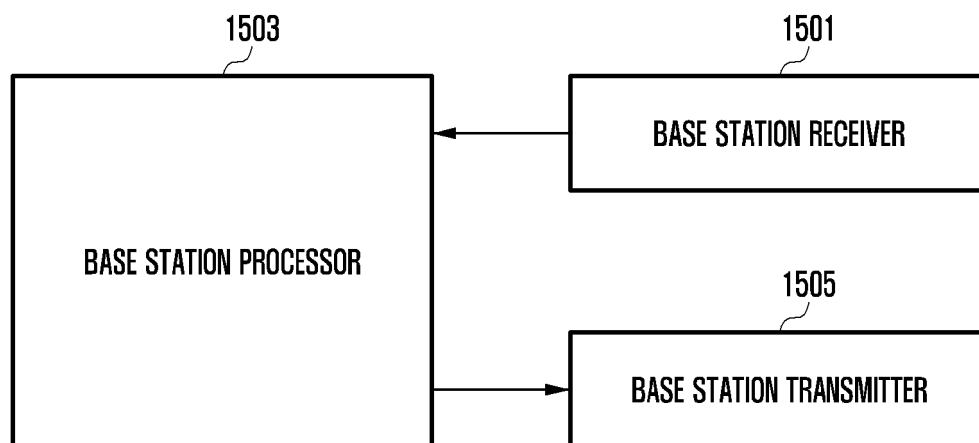 1503
1501
BASE STATION RECEIVER
BASE STATION PROCESSOR
1505
BASE STATION TRANSMITTER